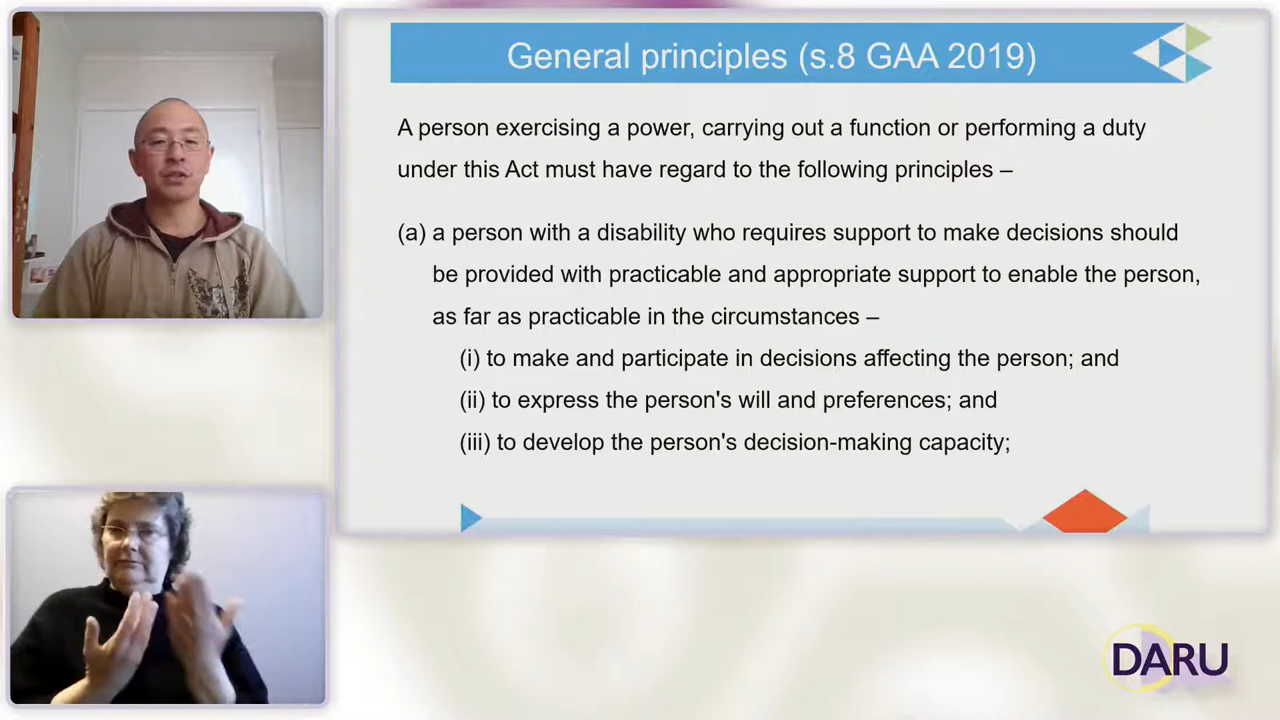 General principles (s.8 GAA 2019)
A person exercising a power, carrying out a function or performing a duty
under this Act must have regard to the following principles –
(a) a person with a disability who requires support to make decisions should
be provided with practicable and appropriate support to enable the person,
as far as practicable in the circumstances –
(i) to make and participate in decisions affecting the person; and
(ii) to express the person's will and preferences; and
(iii) to develop the person's decision-making capacity;
DARU